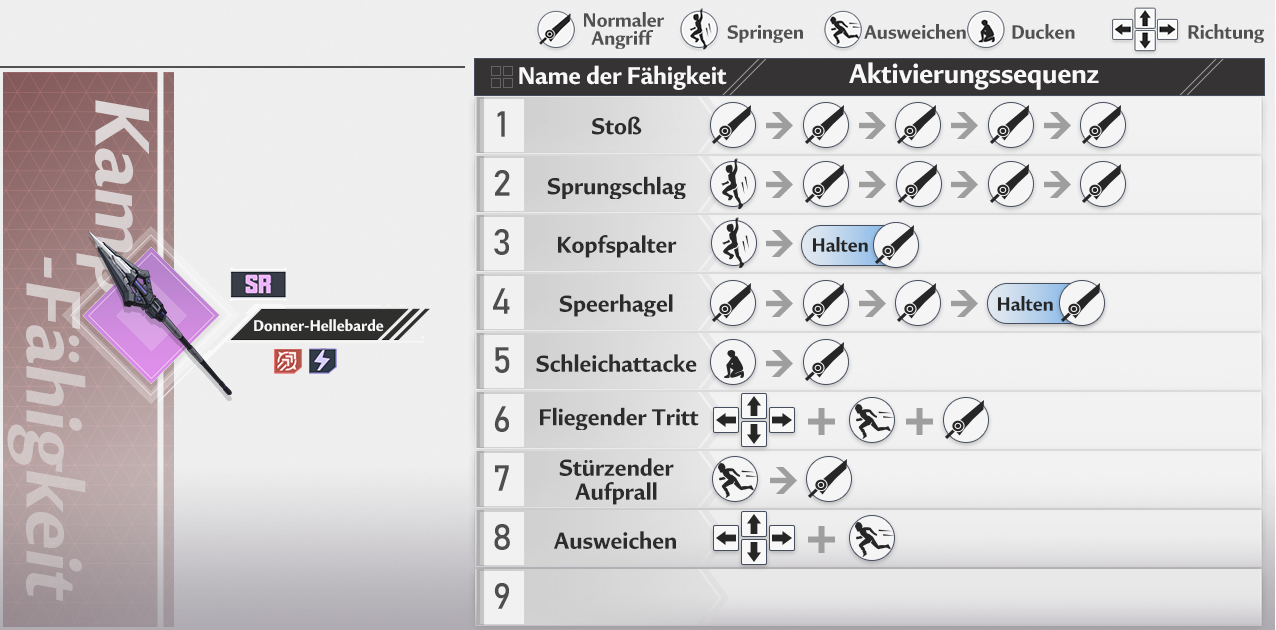 Normaler
Angriff
Springen
Ausweichen
Ducken
Richtung
Name der Fähigkeit
Aktivierungssequenz
Kampf
-Fähigkeit
SR
Donner-Hellebarde
1 Stoß
2 Sprungschlag
3 Kopfspalter Halten
4 Speerhagel Halten
5 Schleichattacke
6 Fliegender Tritt
7 Stürzender
Aufprall
8 Ausweichen
9